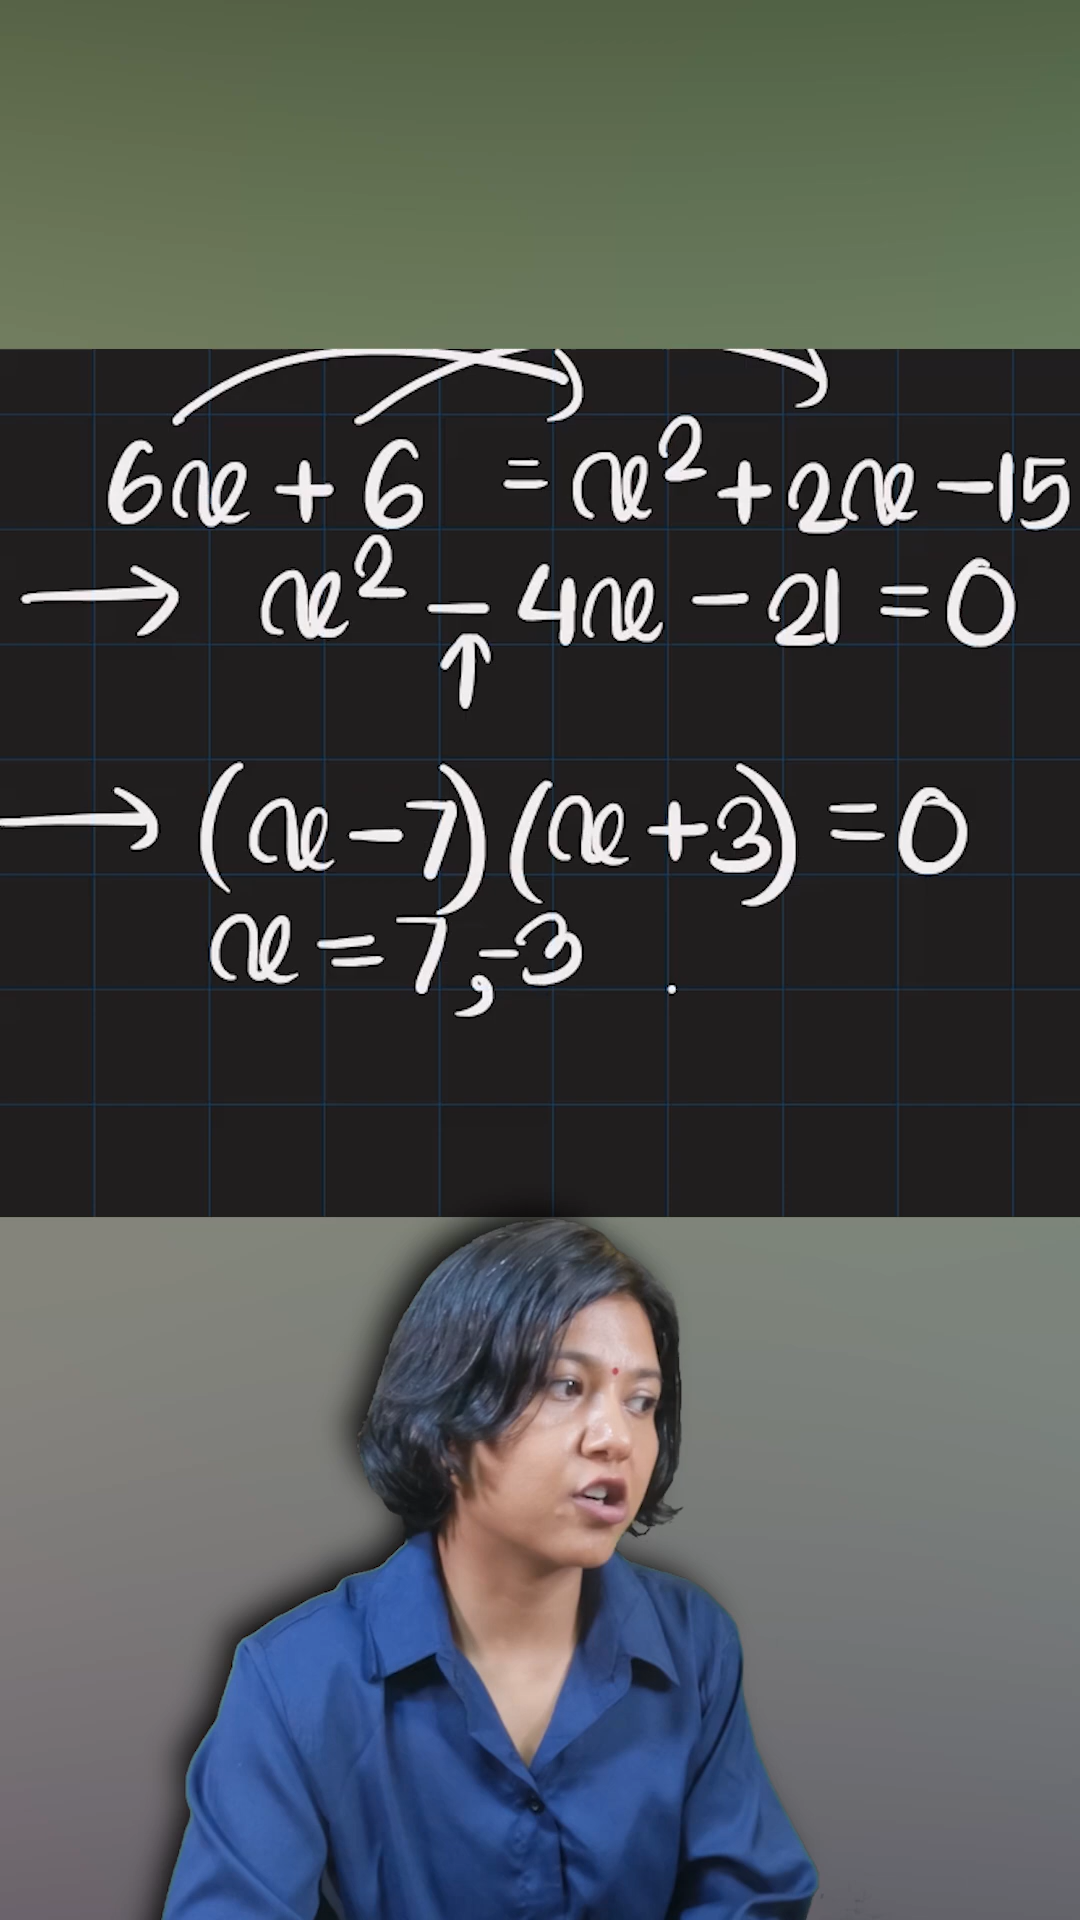 6x + 6 = x² + 2x - 15
→ x² - 4x - 21 = 0
↑
→ (x - 7) (x + 3) = 0
x = 7, -3 .